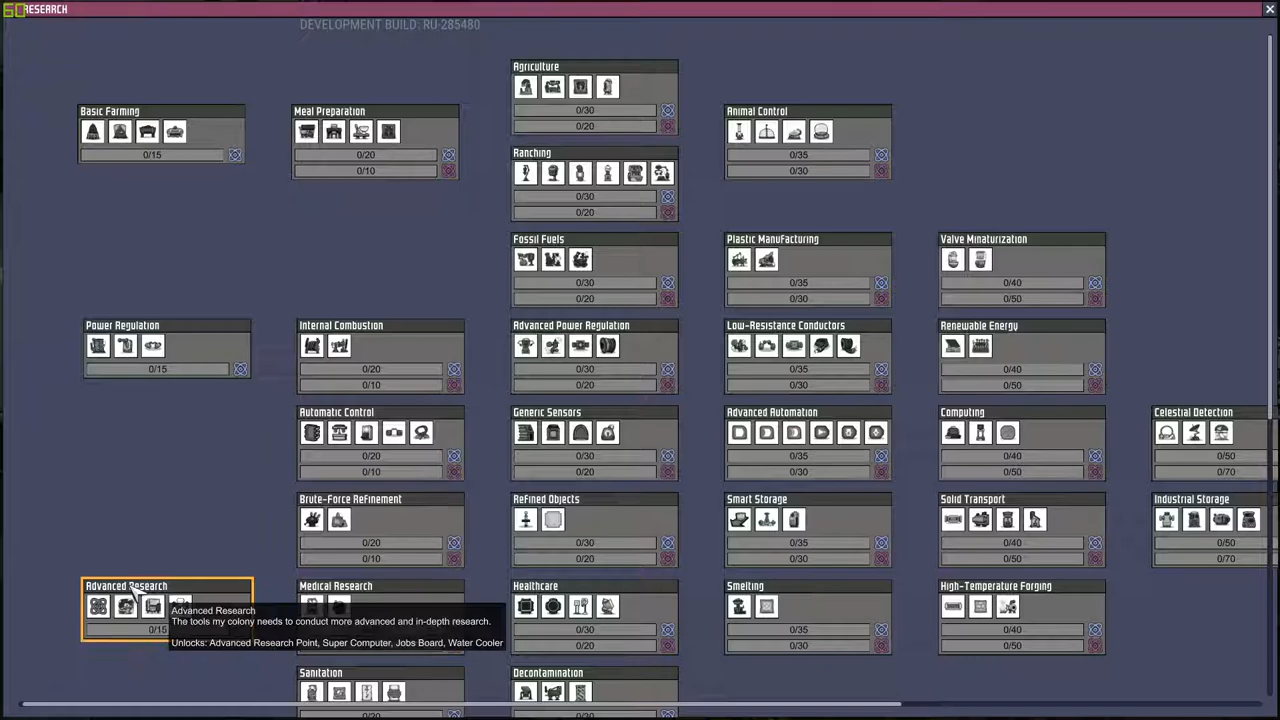 60
RESEARCH
DEVELOPMENT BUILD: RU-285480
Agriculture
0/30
0/20
Basic Farming
0/15
Meal Preparation
0/20
0/10
Animal Control
0/35
0/30
Ranching
0/30
0/20
Fossil Fuels
0/30
0/20
Plastic Manufacturing
0/35
0/30
Valve Minaturization
0/40
0/50
Power Regulation
0/15
Internal Combustion
0/20
0/10
Advanced Power Regulation
0/30
0/20
Low-Resistance Conductors
0/35
0/30
Renewable Energy
0/40
0/50
Automatic Control
0/20
0/10
Generic Sensors
0/30
0/20
Advanced Automation
0/35
0/30
Computing
0/40
0/50
Celestial Detection
0/50
0/70
Brute-Force Refinement
0/20
0/10
Refined Objects
0/30
0/20
Smart Storage
0/35
0/30
Solid Transport
0/40
0/50
Industrial Storage
0/50
0/70
Advanced Research
0/15
Medical Research
Healthcare
0/30
0/20
Smelting
0/35
0/30
High-Temperature Forging
0/40
0/50
Advanced Research
The tools my colony needs to conduct more advanced and in-depth research.
Unlocks: Advanced Research Point, Super Computer, Jobs Board, Water Cooler
Sanitation
0/20
Decontamination
0/30